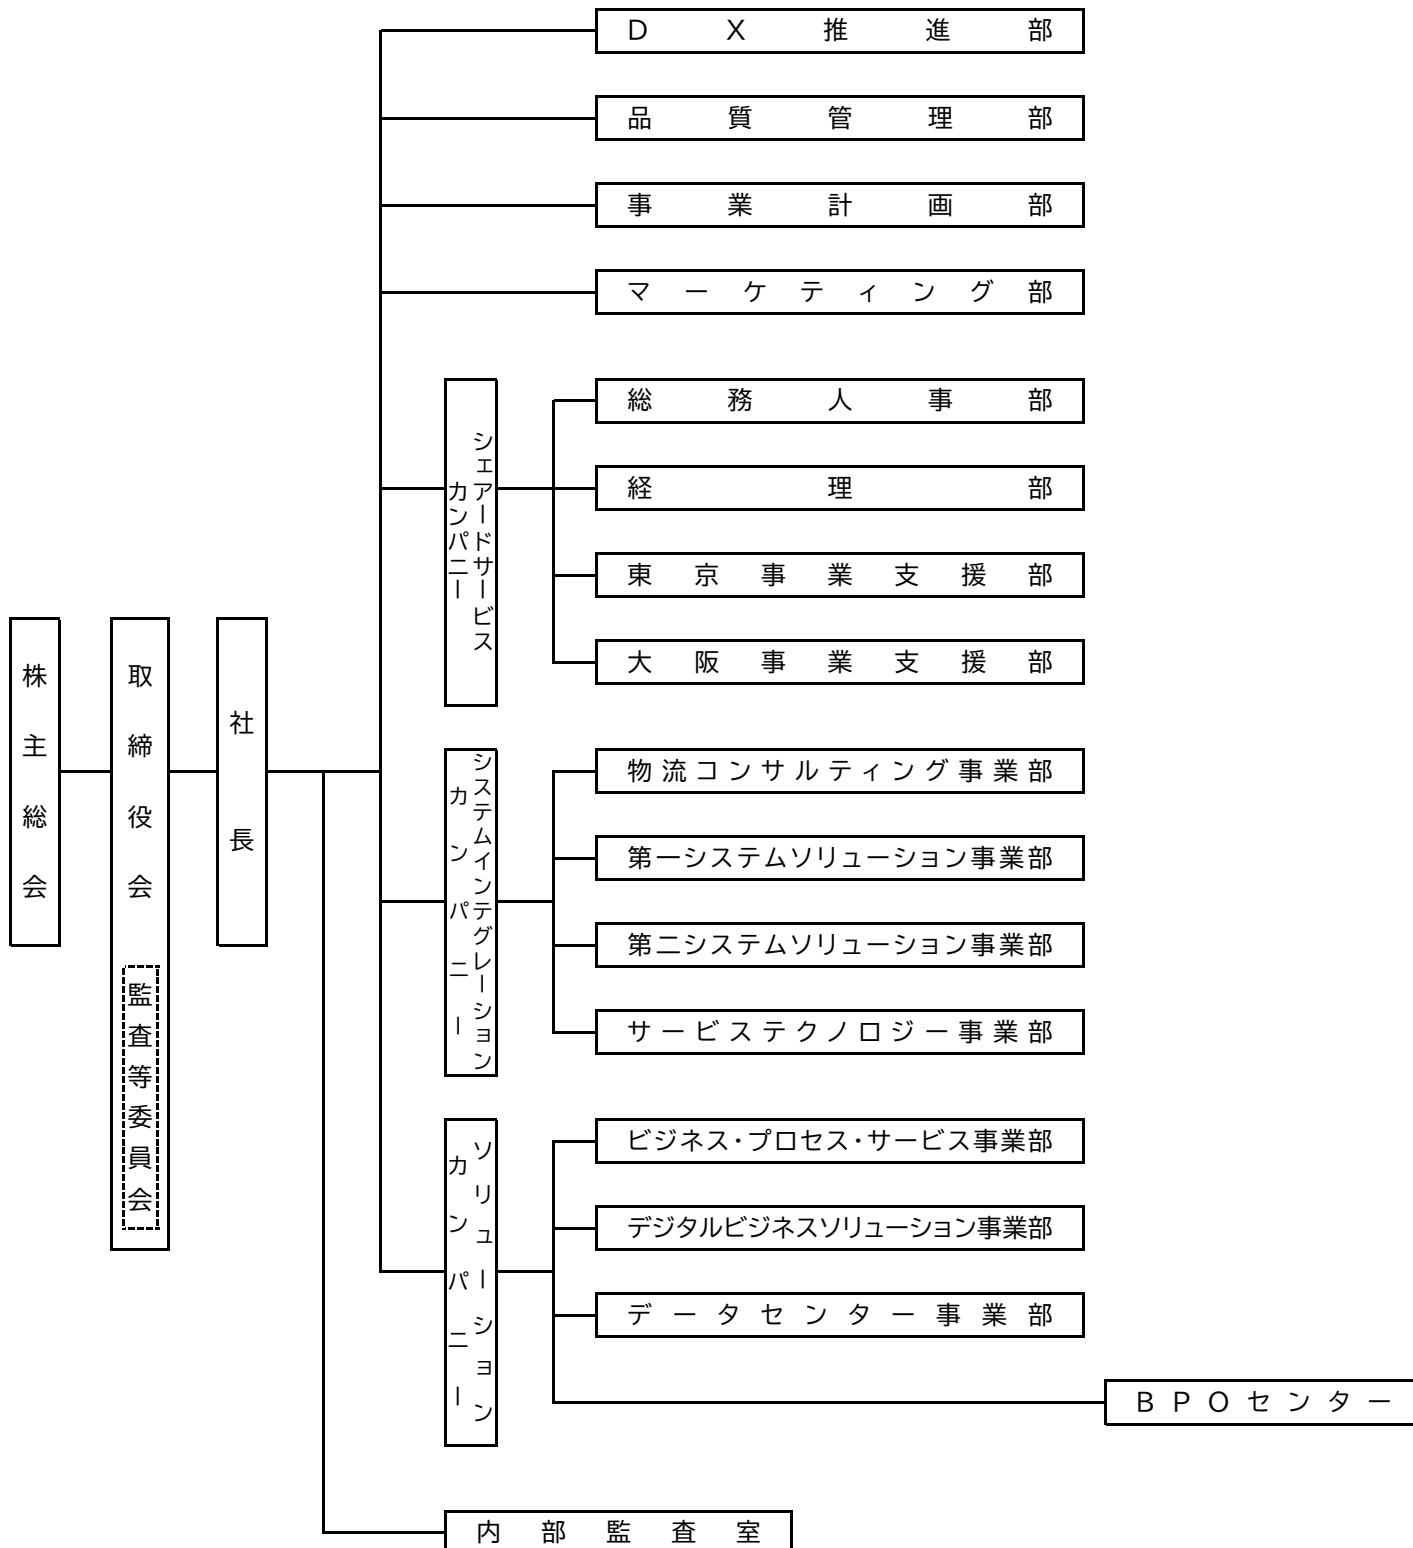 株主総会
取締役会
監査等委員会
社長
DX推進部
品質管理部
事業計画部
マーケティング部
シェアードサービス
カンパニー
総務人事部
経理部
東京事業支援部
大阪事業支援部
システムインテグレーション
カンパニー
物流コンサルティング事業部
第一システムソリューション事業部
第二システムソリューション事業部
サービステクノロジー事業部
ソリューション
カンパニー
ビジネス・プロセス・サービス事業部
デジタルビジネスソリューション事業部
データセンター事業部
BPOセンター
内部監査室